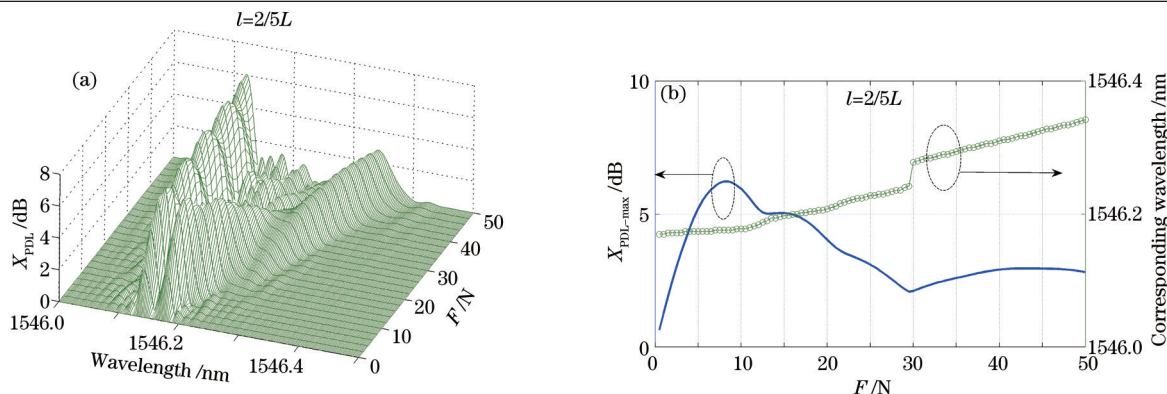 l=2/5L
(a)
X_PDL /dB
8
6
4
2
0
1546.0
1546.2
1546.4
Wavelength /nm
0
10
20
30
40
50
F/N
(b)
l=2/5L
X_PDL-max /dB
10
5
0
0
10
20
30
40
50
F/N
1546.4
1546.2
1546.0
Corresponding wavelength /nm